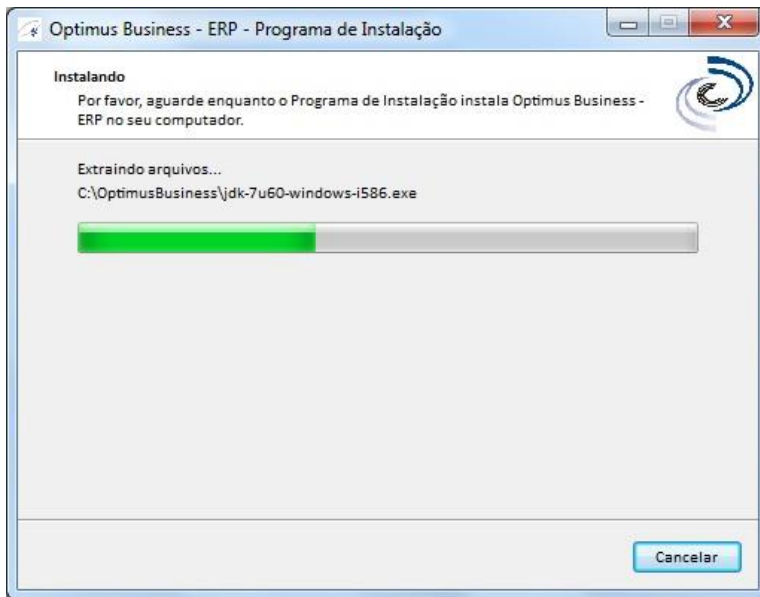 Optimus Business - ERP - Programa de Instalação
Instalando
Por favor, aguarde enquanto o Programa de Instalação instala Optimus Business -
ERP no seu computador.
Extraindo arquivos...
C:\OptimusBusiness\jdk-7u60-windows-i586.exe
Cancelar